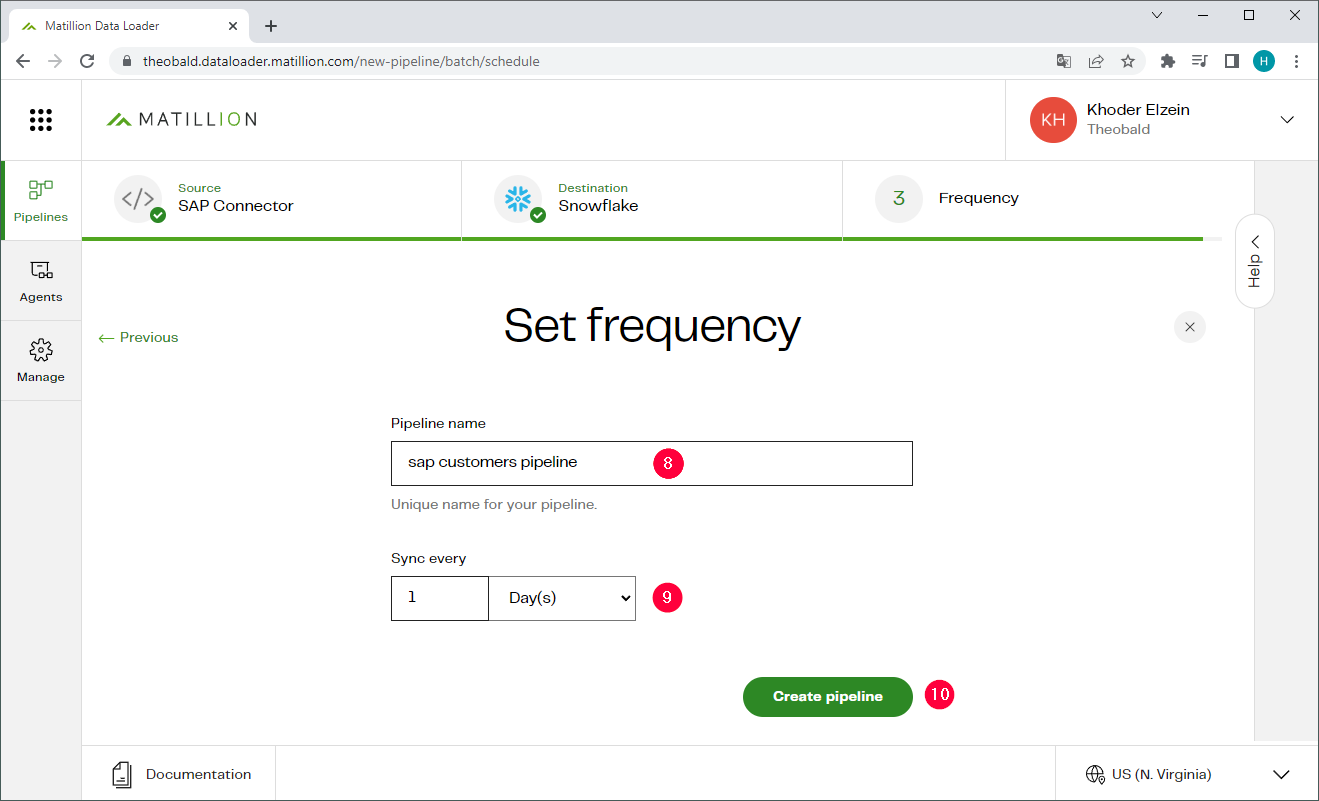 Matillion Data Loader
theobald.dataloader.matillion.com/new-pipeline/batch/schedule
H
MATILLION
KH
Khoder Elzein
Theobald
Pipelines
Agents
Manage
Source
SAP Connector
Destination
Snowflake
3
Frequency
Help
Previous
Set frequency
Pipeline name
sap customers pipeline
8
Unique name for your pipeline.
Sync every
1
Day(s)
9
Create pipeline
10
Documentation
US (N. Virginia)